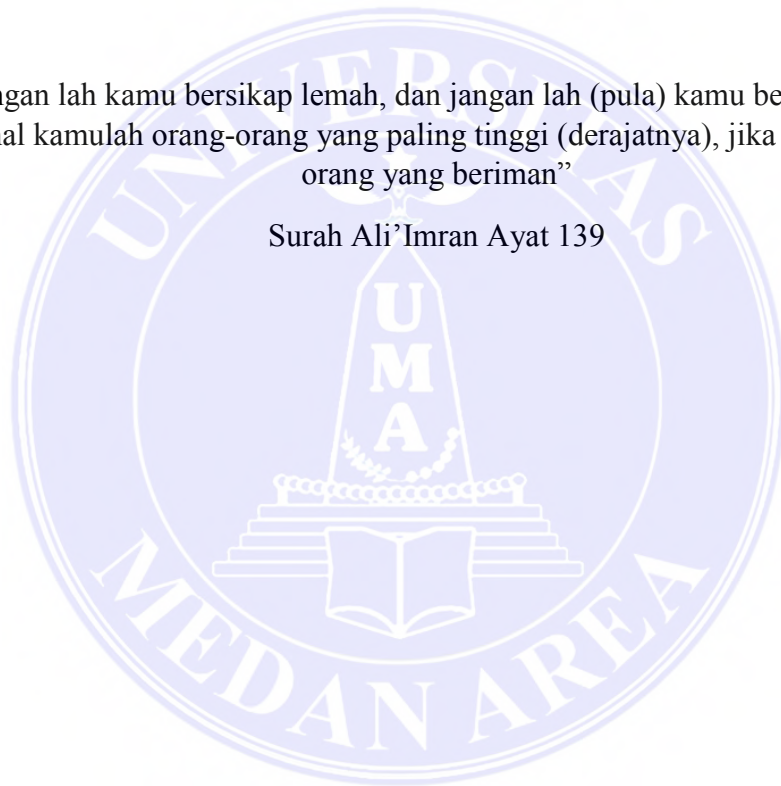 lah kamu bersikap lemah, dan jangan lah (pula) kamu
kamulah orang-orang yang paling tinggi (derajatnya), jika
orang yang beriman”
Surah Ali’Imran Ayat 139
UNIVERSITAS
UMA
MEDAN AREA